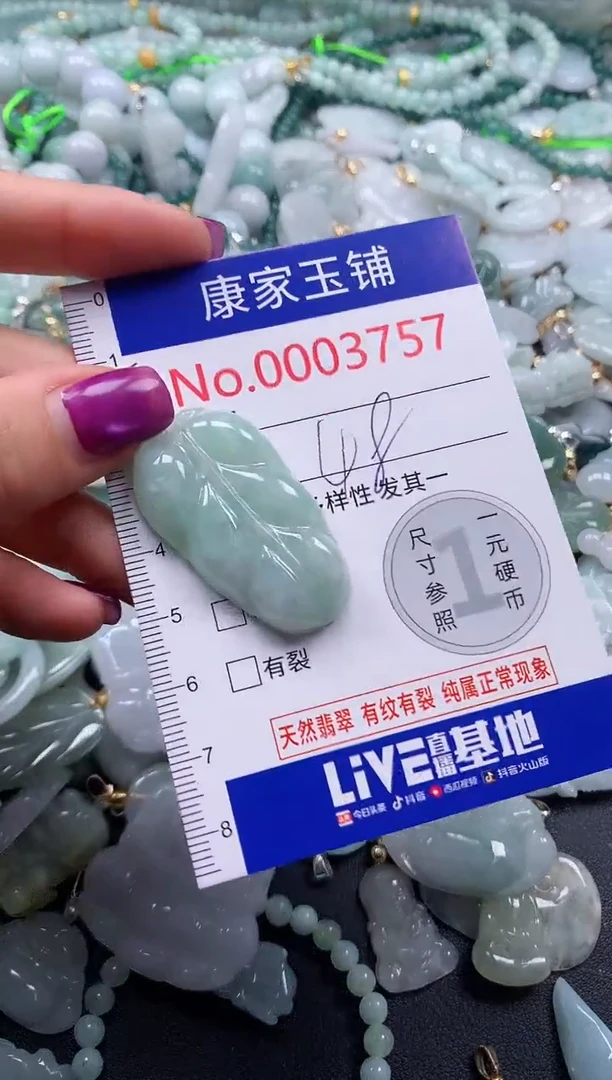 0
康家玉铺
1
No.0003757
48
样性 发其一
4
尺寸参照
1
一元硬币
5
6
有裂
天然翡翠 有纹有裂 纯属正常现象
7
LiVE直播基地
今日头条 抖音 西瓜视频 抖音火山版
8